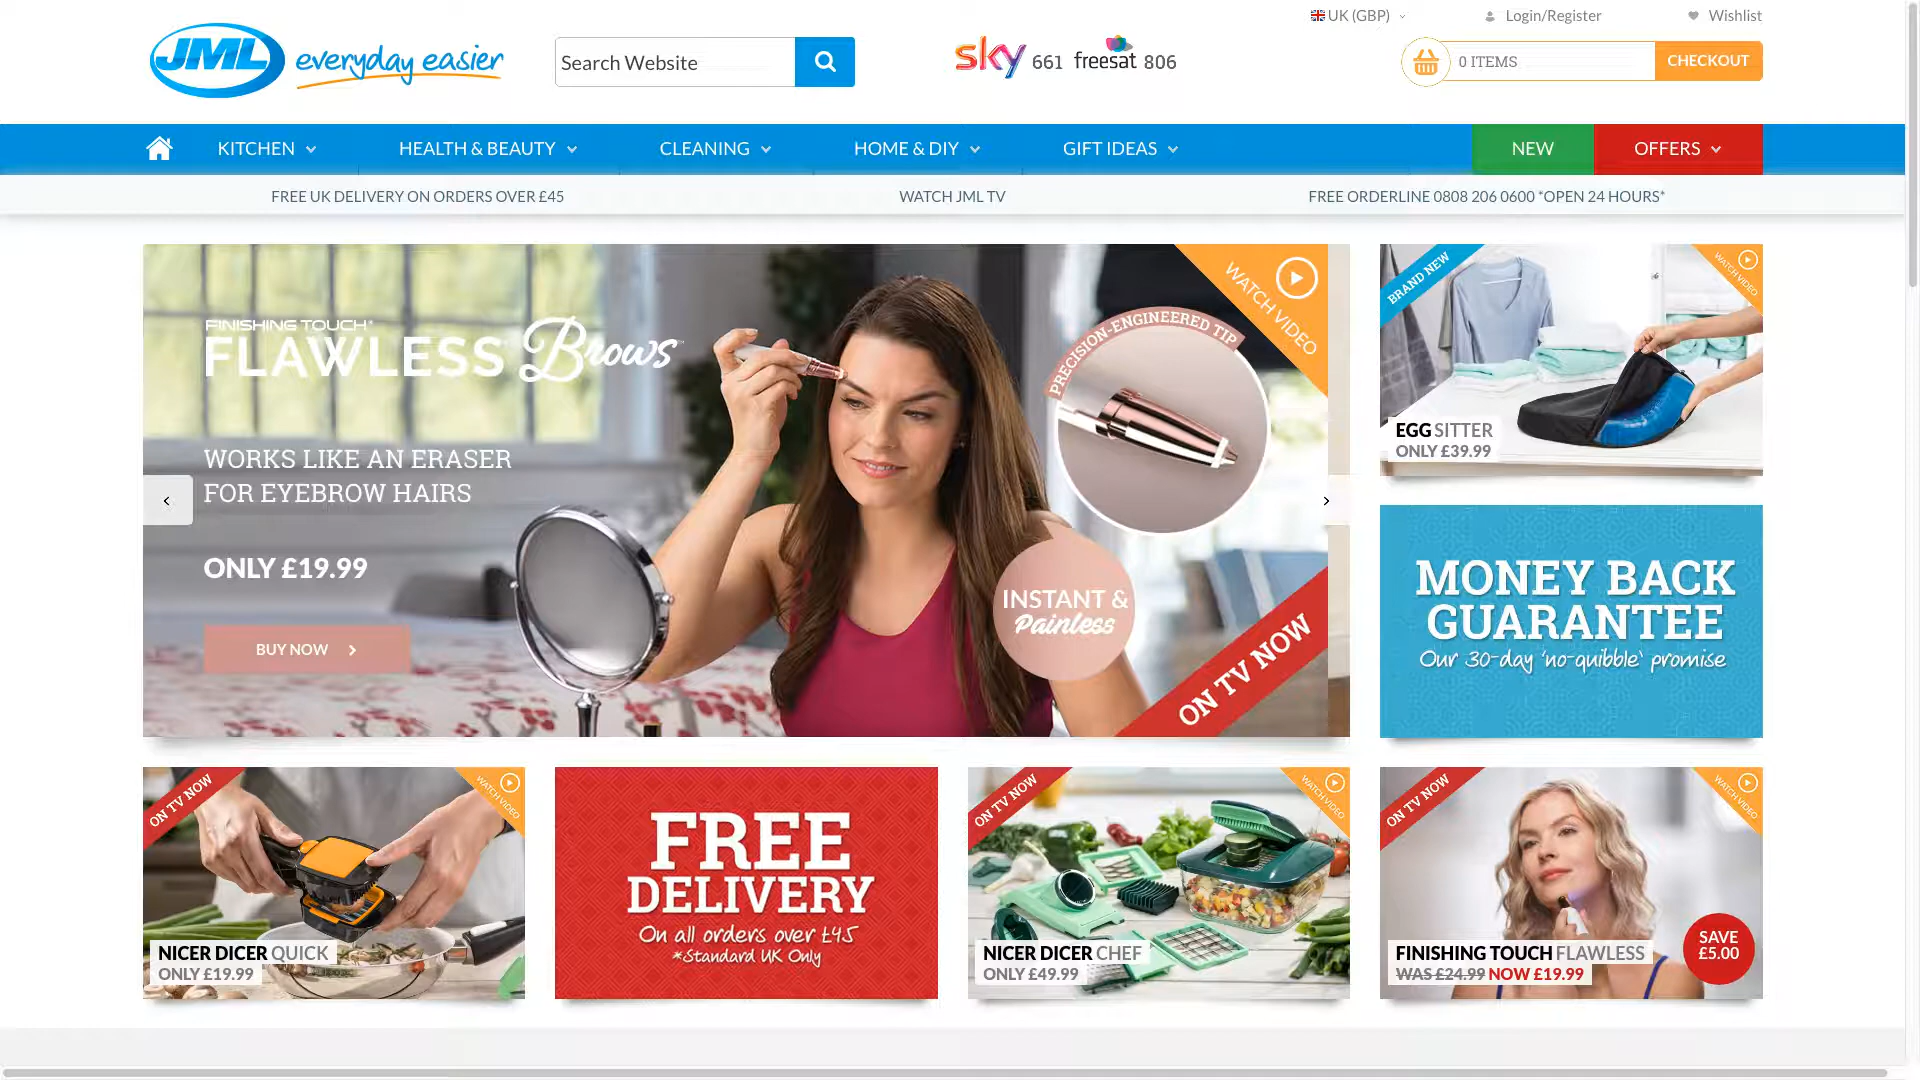 UK (GBP)
Login/Register
Wishlist
JML everyday easier
Search Website
sky 661 freesat 806
0 ITEMS
CHECKOUT
KITCHEN
HEALTH & BEAUTY
CLEANING
HOME & DIY
GIFT IDEAS
NEW
OFFERS
FREE UK DELIVERY ON ORDERS OVER £45
WATCH JML TV
FREE ORDERLINE 0808 206 0600 *OPEN 24 HOURS*
FINISHING TOUCH®
FLAWLESS Brows™
WORKS LIKE AN ERASER
FOR EYEBROW HAIRS
ONLY £19.99
BUY NOW
PRECISION-ENGINEERED TIP
WATCH VIDEO
INSTANT &
Painless
ON TV NOW
BRAND NEW
WATCH VIDEO
EGG SITTER
ONLY £39.99
MONEY BACK
GUARANTEE
Our 30-day 'no-quibble' promise
ON TV NOW
WATCH VIDEO
NICER DICER QUICK
ONLY £19.99
FREE
DELIVERY
On all orders over £45
*Standard UK Only
ON TV NOW
WATCH VIDEO
NICER DICER CHEF
ONLY £49.99
ON TV NOW
WATCH VIDEO
FINISHING TOUCH FLAWLESS
WAS £24.99 NOW £19.99
SAVE
£5.00